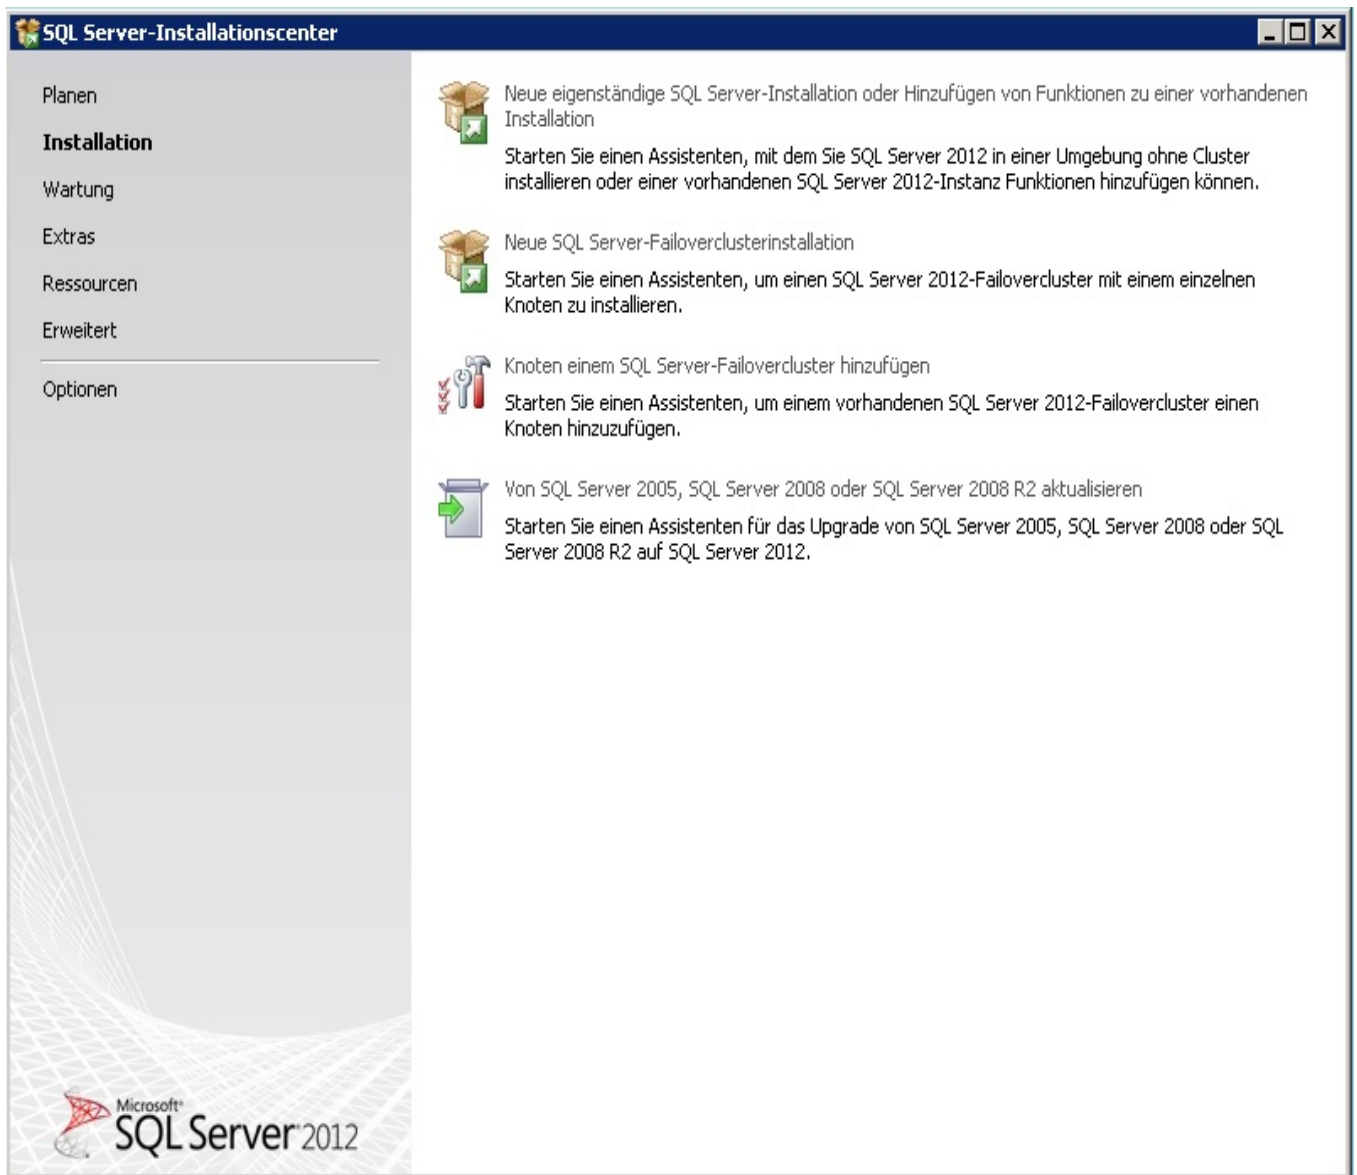 SQL Server-Installationscenter
Planen
Installation
Wartung
Extras
Ressourcen
Erweitert
Optionen
Neue eigenständige SQL Server-Installation oder Hinzufügen von Funktionen zu einer vorhandenen
Installation
Starten Sie einen Assistenten, mit dem Sie SQL Server 2012 in einer Umgebung ohne Cluster
installieren oder einer vorhandenen SQL Server 2012-Instanz Funktionen hinzufügen können.
Neue SQL Server-Failoverclusterinstallation
Starten Sie einen Assistenten, um einen SQL Server 2012-Failovercluster mit einem einzelnen
Knoten zu installieren.
Knoten einem SQL Server-Failovercluster hinzufügen
Starten Sie einen Assistenten, um einem vorhandenen SQL Server 2012-Failovercluster einen
Knoten hinzuzufügen.
Von SQL Server 2005, SQL Server 2008 oder SQL Server 2008 R2 aktualisieren
Starten Sie einen Assistenten für das Upgrade von SQL Server 2005, SQL Server 2008 oder SQL
Server 2008 R2 auf SQL Server 2012.
Microsoft
SQL Server 2012